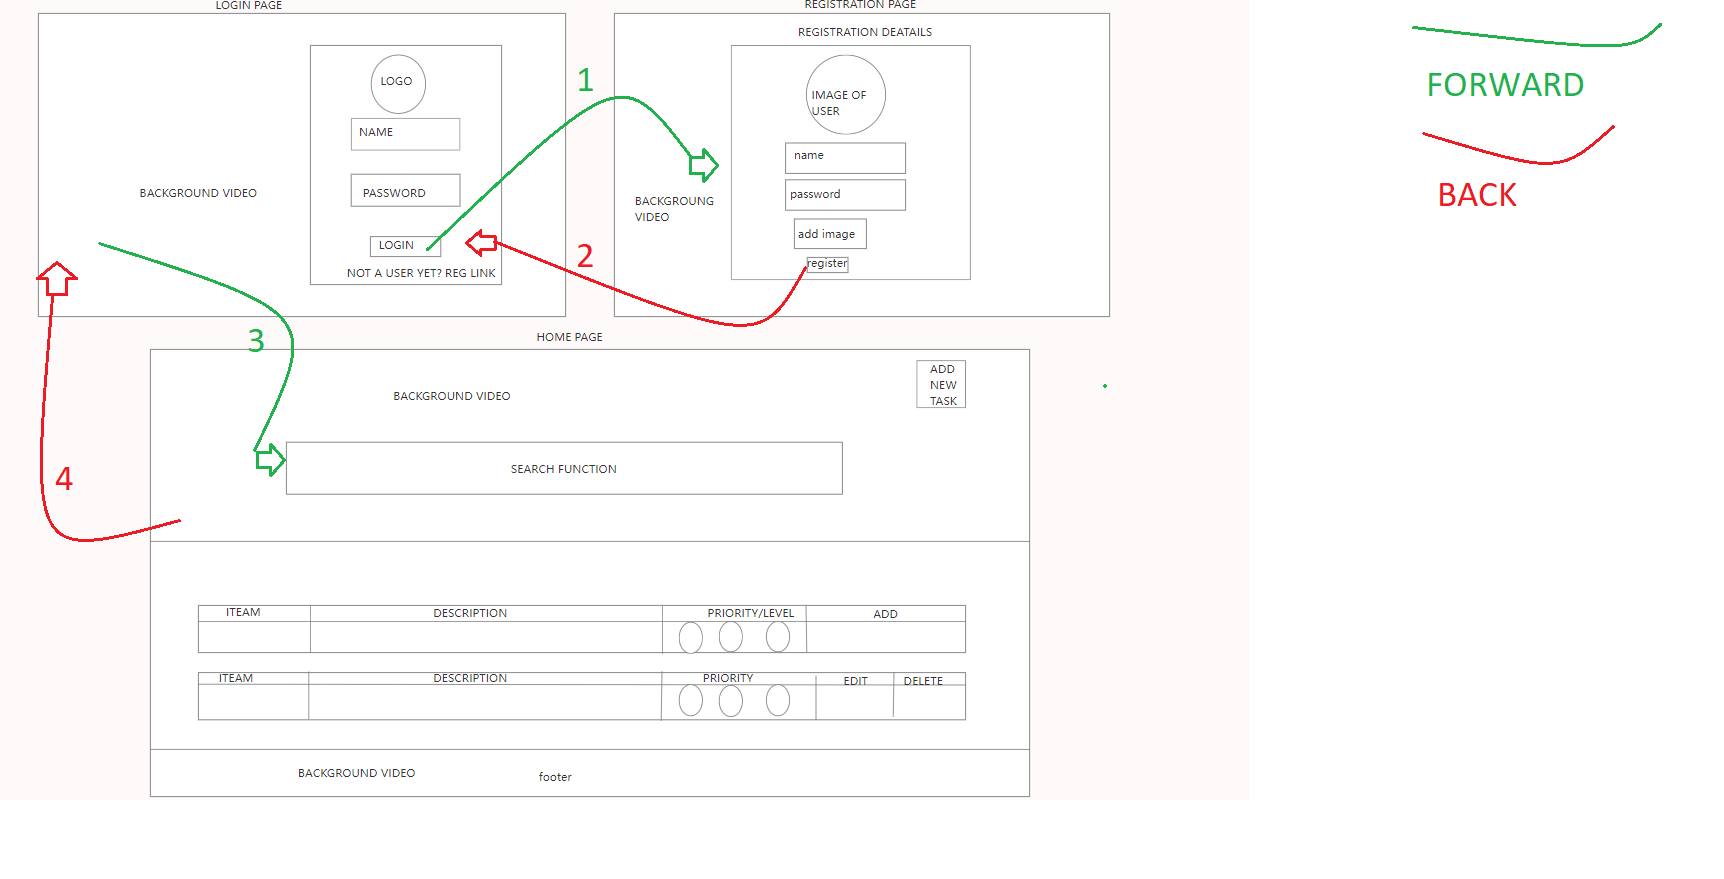 LOGIN PAGE
LOGO
NAME
PASSWORD
BACKGROUND VIDEO
LOGIN
NOT A USER YET? REG LINK
1
2
REGISTRATION PAGE
REGISTRATION DEATAILS
IMAGE OF
USER
name
password
BACKGROUNG
VIDEO
add image
register
FORWARD
BACK
3
4
HOME PAGE
ADD
NEW
TASK
BACKGROUND VIDEO
SEARCH FUNCTION
ITEAM DESCRIPTION PRIORITY/LEVEL ADD
ITEAM DESCRIPTION PRIORITY EDIT DELETE
BACKGROUND VIDEO footer